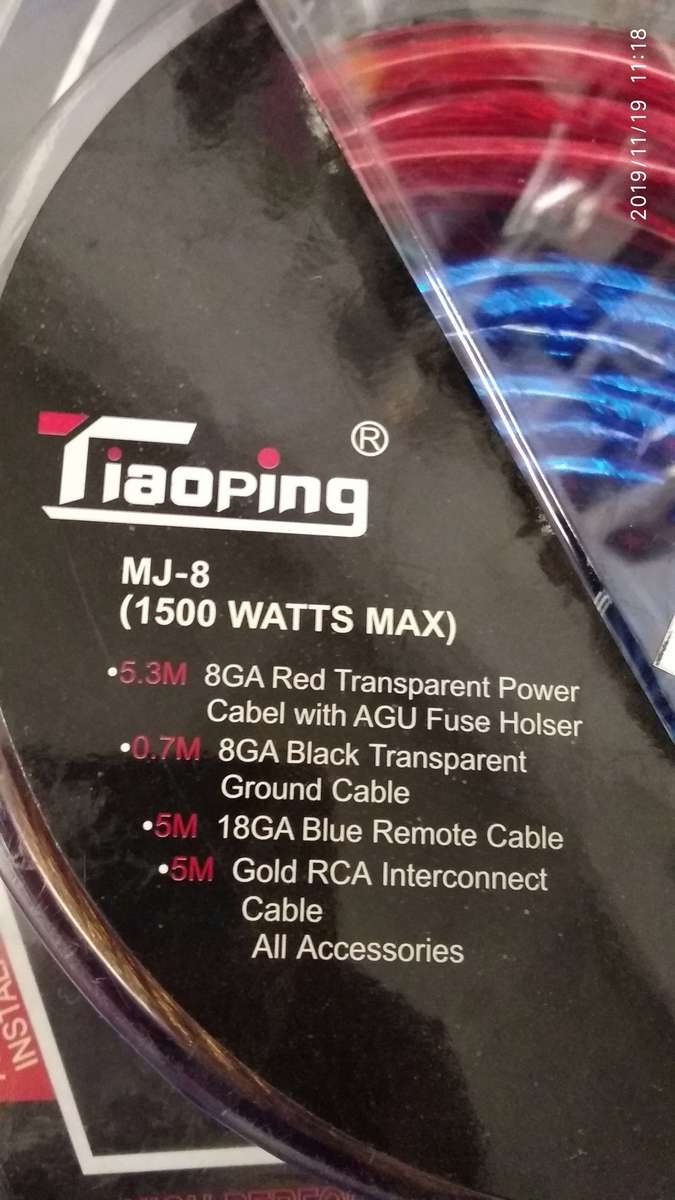 2019/11/19 11:18
Tiaoping®
MJ-8
(1500 WATTS MAX)
•5.3M 8GA Red Transparent Power
Cabel with AGU Fuse Holser
•0.7M 8GA Black Transparent
Ground Cable
•5M 18GA Blue Remote Cable
•5M Gold RCA Interconnect
Cable
All Accessories